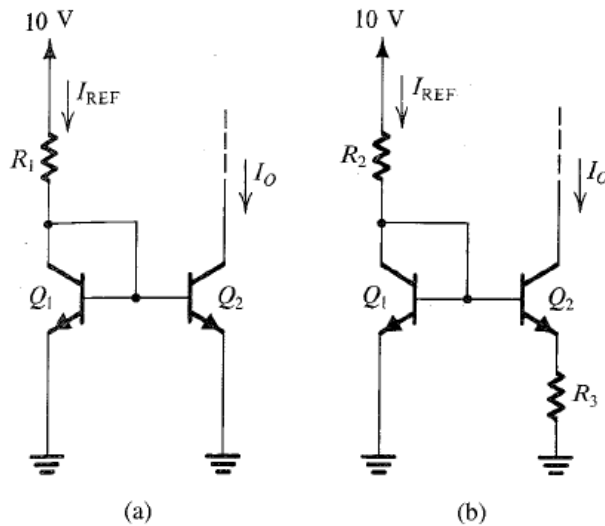 10 V
10 V
I_REF
I_REF
R_1
R_2
I_O
I_O
Q_1
Q_2
Q_1
Q_2
R_3
(a)
(b)